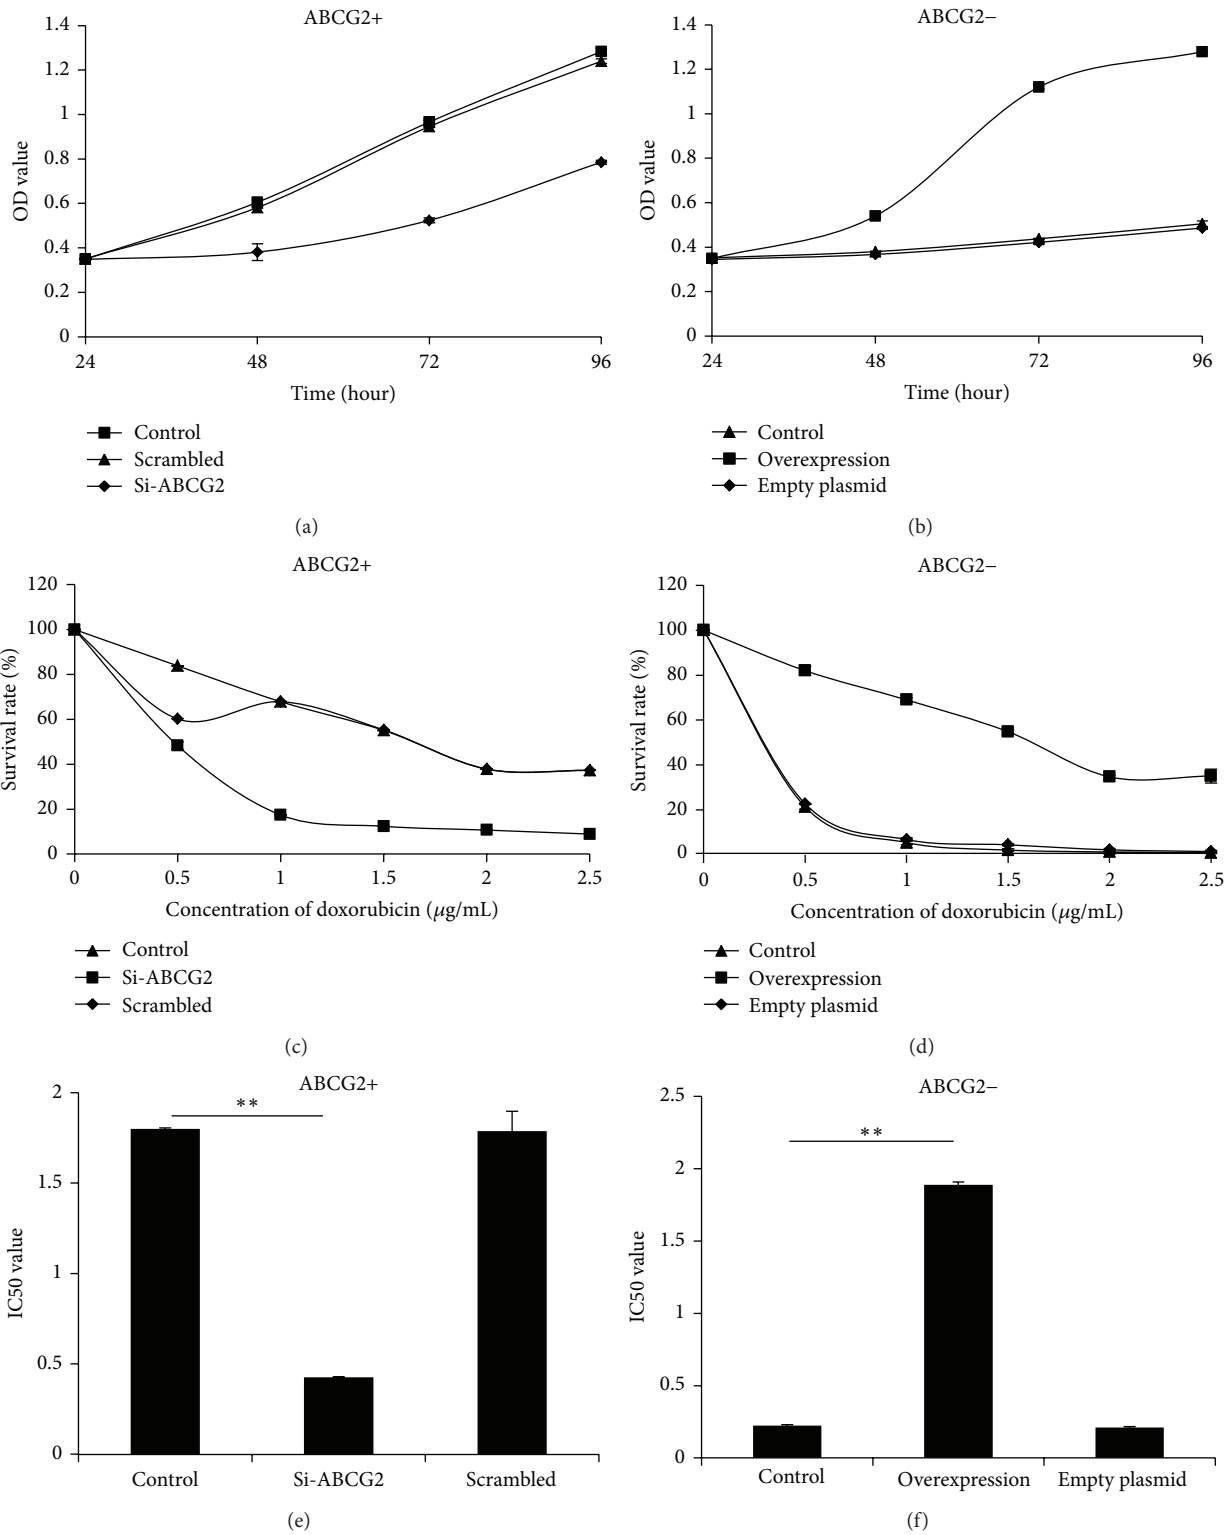 ABCG2+
1.4
1.2
1
0.8
0.6
0.4
0.2
0
OD value
24 48 72 96
Time (hour)
Control
Scrambled
Si-ABCG2
(a)
ABCG2−
1.4
1.2
1
0.8
0.6
0.4
0.2
0
OD value
24 48 72 96
Time (hour)
Control
Overexpression
Empty plasmid
(b)
ABCG2+
120
100
80
60
40
20
0
Survival rate (%)
0 0.5 1 1.5 2 2.5
Concentration of doxorubicin (μg/mL)
Control
Si-ABCG2
Scrambled
(c)
ABCG2−
120
100
80
60
40
20
0
Survival rate (%)
0 0.5 1 1.5 2 2.5
Concentration of doxorubicin (μg/mL)
Control
Overexpression
Empty plasmid
(d)
ABCG2+
2
1.5
1
0.5
0
IC50 value
**
Control Si-ABCG2 Scrambled
(e)
ABCG2−
2.5
2
1.5
1
0.5
0
IC50 value
**
Control Overexpression Empty plasmid
(f)